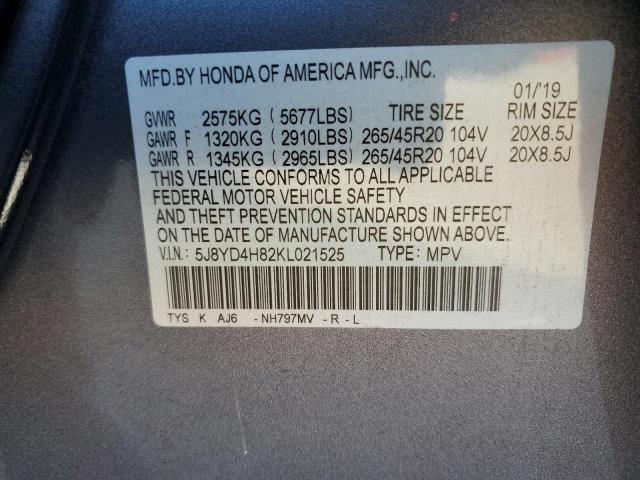 MFD.BY HONDA OF AMERICA MFG.,INC.
01/'19
GVWR 2575KG ( 5677LBS) TIRE SIZE RIM SIZE
GAWR F 1320KG ( 2910LBS) 265/45R20 104V 20X8.5J
GAWR R 1345KG ( 2965LBS) 265/45R20 104V 20X8.5J
THIS VEHICLE CONFORMS TO ALL APPLICABLE
FEDERAL MOTOR VEHICLE SAFETY
AND THEFT PREVENTION STANDARDS IN EFFECT
ON THE DATE OF MANUFACTURE SHOWN ABOVE.
V.I.N.: 5J8YD4H82KL021525 TYPE: MPV
TYS K AJ6 - NH797MV - R - L